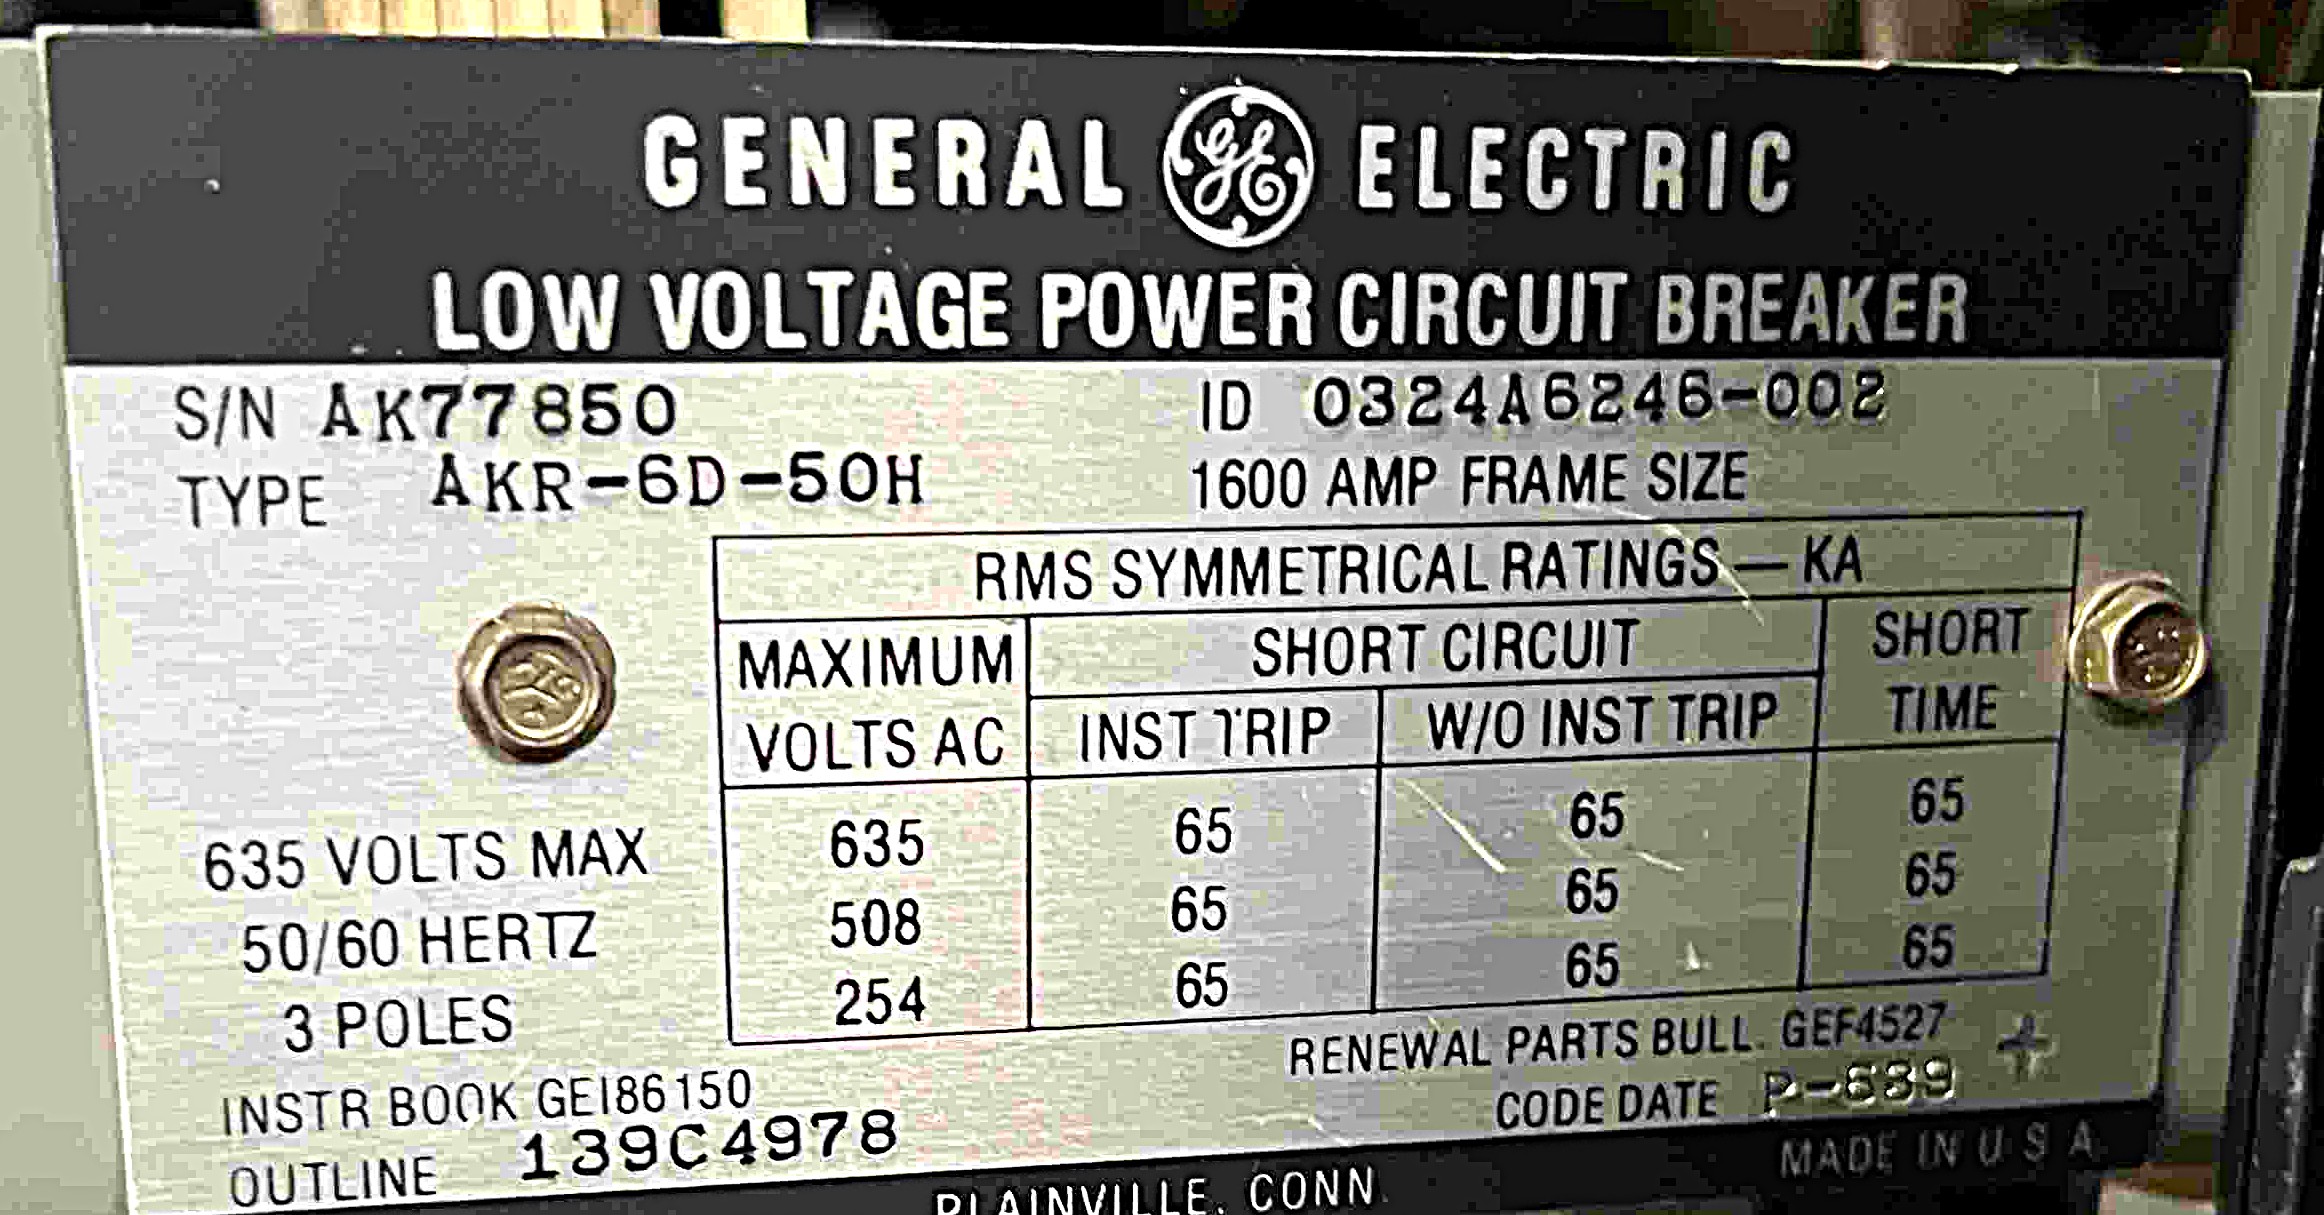 GENERAL GE ELECTRIC
LOW VOLTAGE POWER CIRCUIT BREAKER
S/N AK77850 ID 0324A6246-002
TYPE AKR-6D-50H 1600 AMP FRAME SIZE
RMS SYMMETRICAL RATINGS — KA
MAXIMUM VOLTS AC
SHORT CIRCUIT
INST TRIP W/O INST TRIP
SHORT TIME
635 65 65 65
508 65 65 65
254 65 65 65
635 VOLTS MAX
50/60 HERTZ
3 POLES
INSTR BOOK GEI86150
RENEWAL PARTS BULL. GEF4527
OUTLINE 139C4978
CODE DATE P-639
PLAINVILLE, CONN.
MADE IN U S A